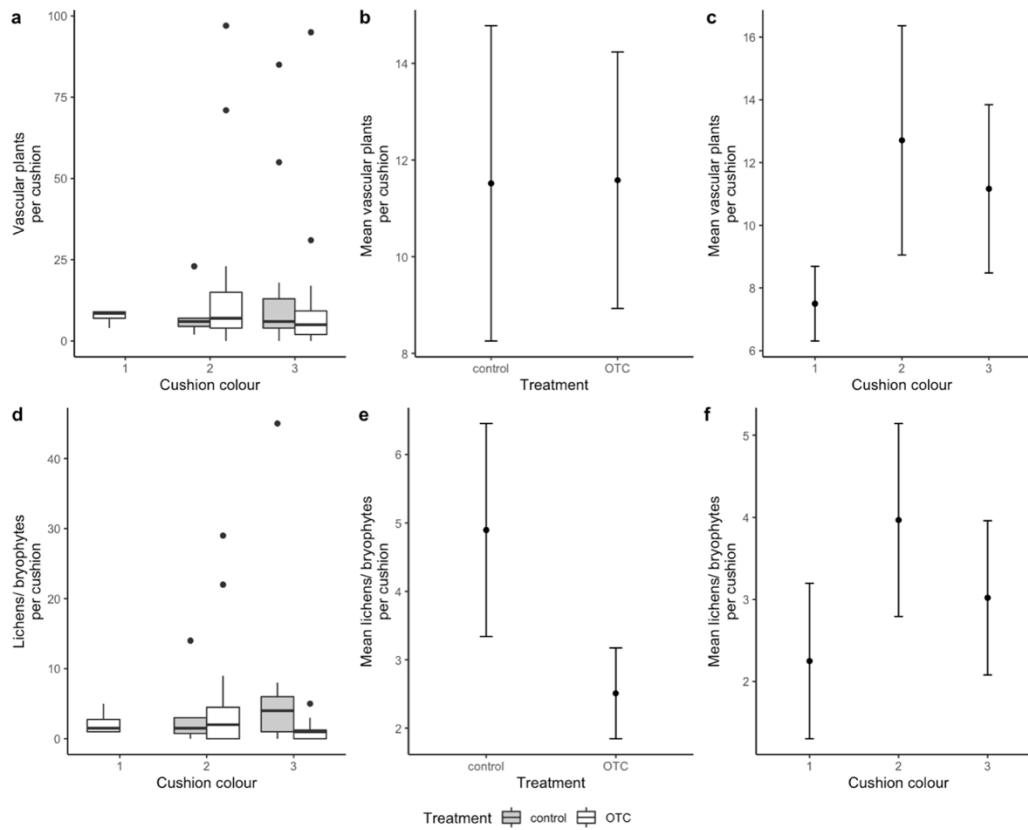 a
100
75
50
25
0
Vascular plants
per cushion
1 2 3
Cushion colour
b
14
12
10
8
Mean vascular plants
per cushion
control OTC
Treatment
c
16
14
12
10
8
6
Mean vascular plants
per cushion
1 2 3
Cushion colour
d
40
30
20
10
0
Lichens/ bryophytes
per cushion
1 2 3
Cushion colour
e
6
5
4
3
2
Mean lichens/ bryophytes
per cushion
control OTC
Treatment
f
5
4
3
2
Mean lichens/ bryophytes
per cushion
1 2 3
Cushion colour
Treatment control OTC